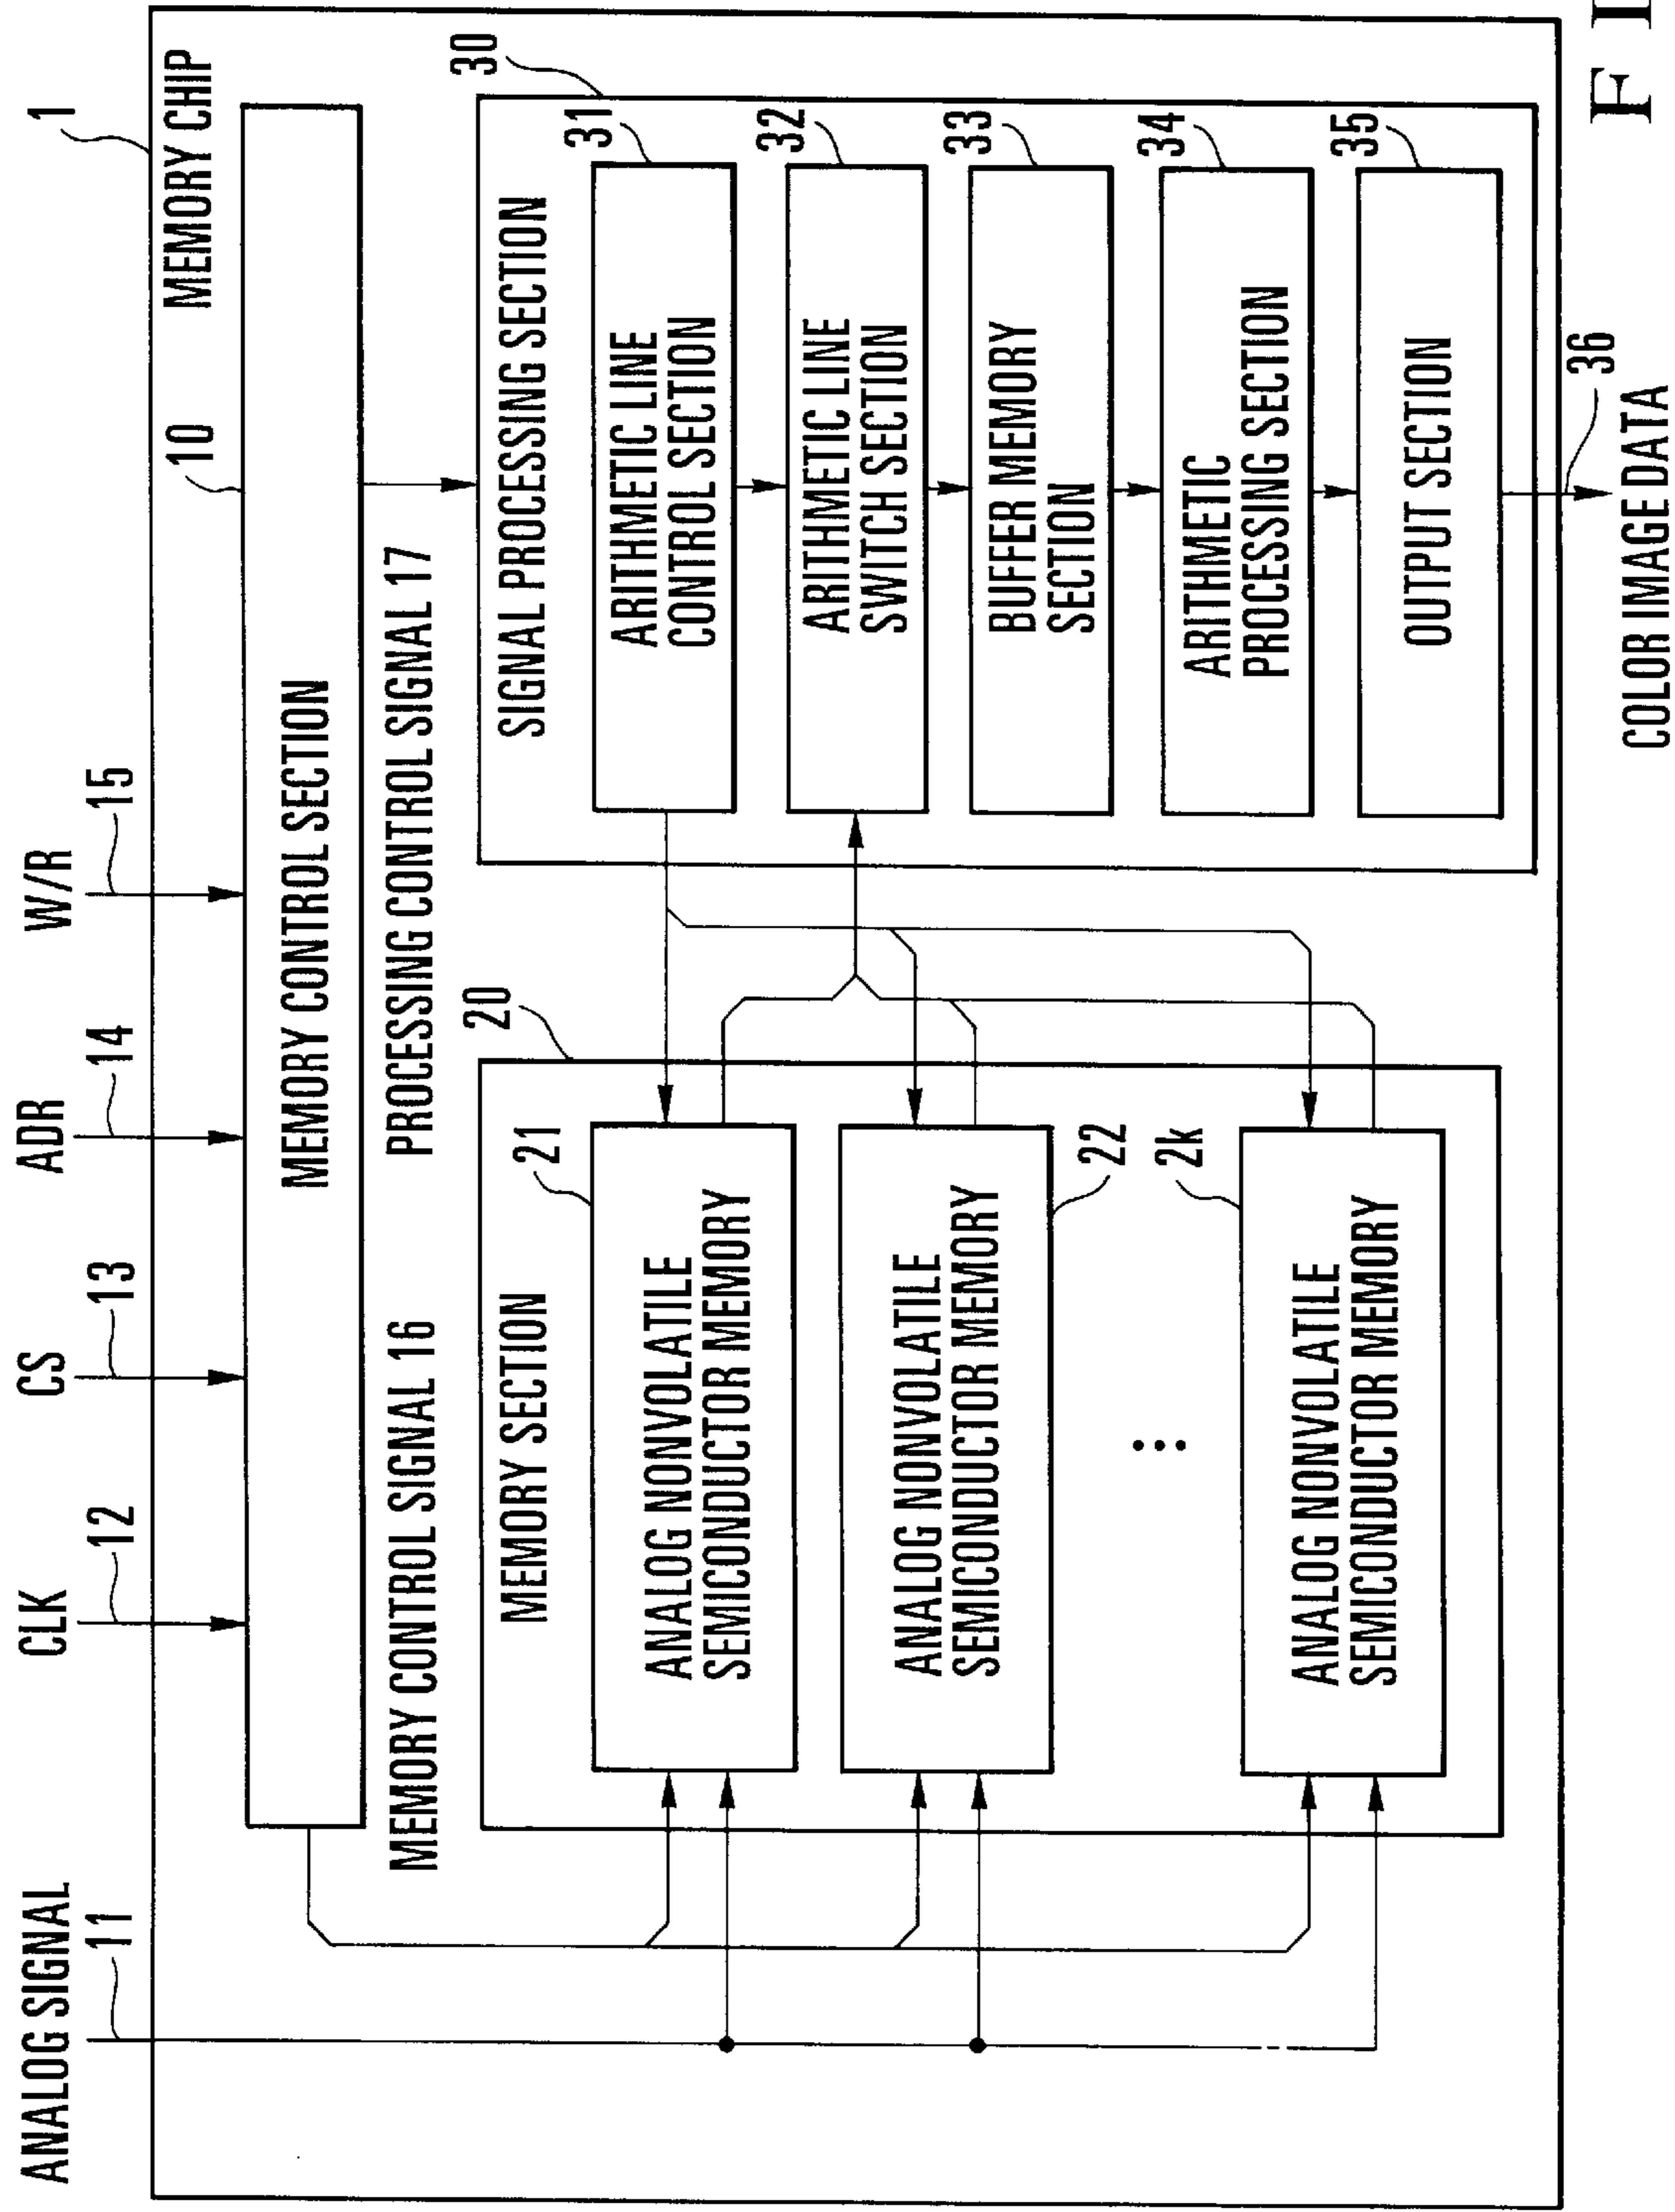 ANALOG SIGNAL
11
CLK
12
CS
13
ADR
14
W/R
15
1
MEMORY CHIP
10
MEMORY CONTROL SECTION
MEMORY CONTROL SIGNAL 16
PROCESSING CONTROL SIGNAL 17
20
MEMORY SECTION
21
ANALOG NONVOLATILE
SEMICONDUCTOR MEMORY
22
ANALOG NONVOLATILE
SEMICONDUCTOR MEMORY
...
2k
ANALOG NONVOLATILE
SEMICONDUCTOR MEMORY
30
SIGNAL PROCESSING SECTION
31
ARITHMETIC LINE
CONTROL SECTION
32
ARITHMETIC LINE
SWITCH SECTION
33
BUFFER MEMORY
SECTION
34
ARITHMETIC
PROCESSING SECTION
35
OUTPUT SECTION
36
COLOR IMAGE DATA